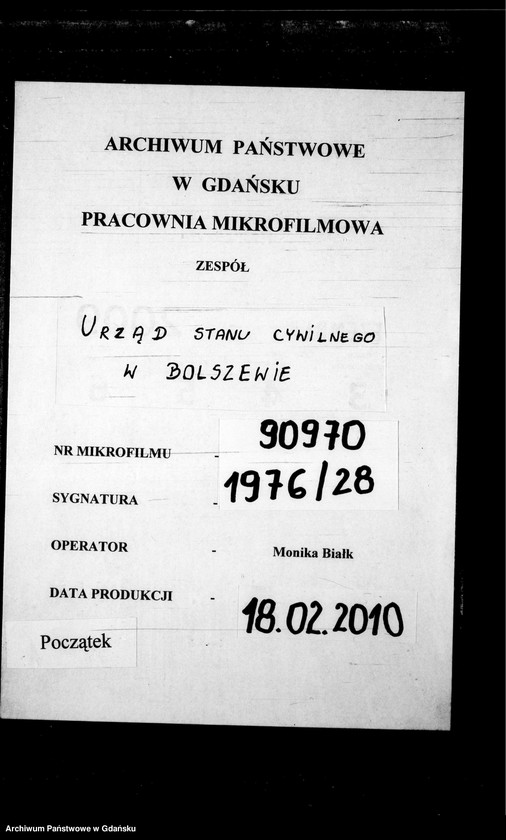 ARCHIWUM PAŃSTWOWE
W GDAŃSKU
PRACOWNIA MIKROFILMOWA
ZESPÓŁ
URZĄD STANU CYWILNEGO
W BOLSZEWIE
NR MIKROFILMU - 90970
SYGNATURA - 1976/28
OPERATOR - Monika Białk
DATA PRODUKCJI - 18.02.2010
Początek
Archiwum Państwowe w Gdańsku